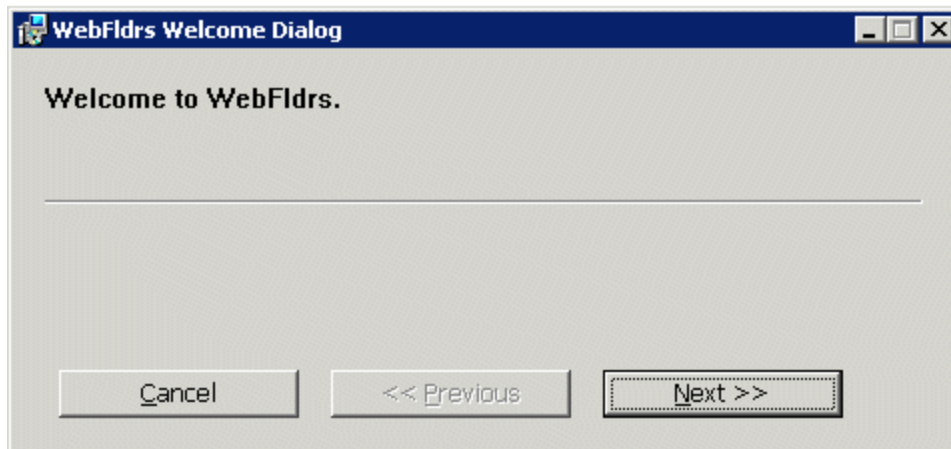 WebFldrs Welcome Dialog
Welcome to WebFldrs.
Cancel
<< Previous
Next >>